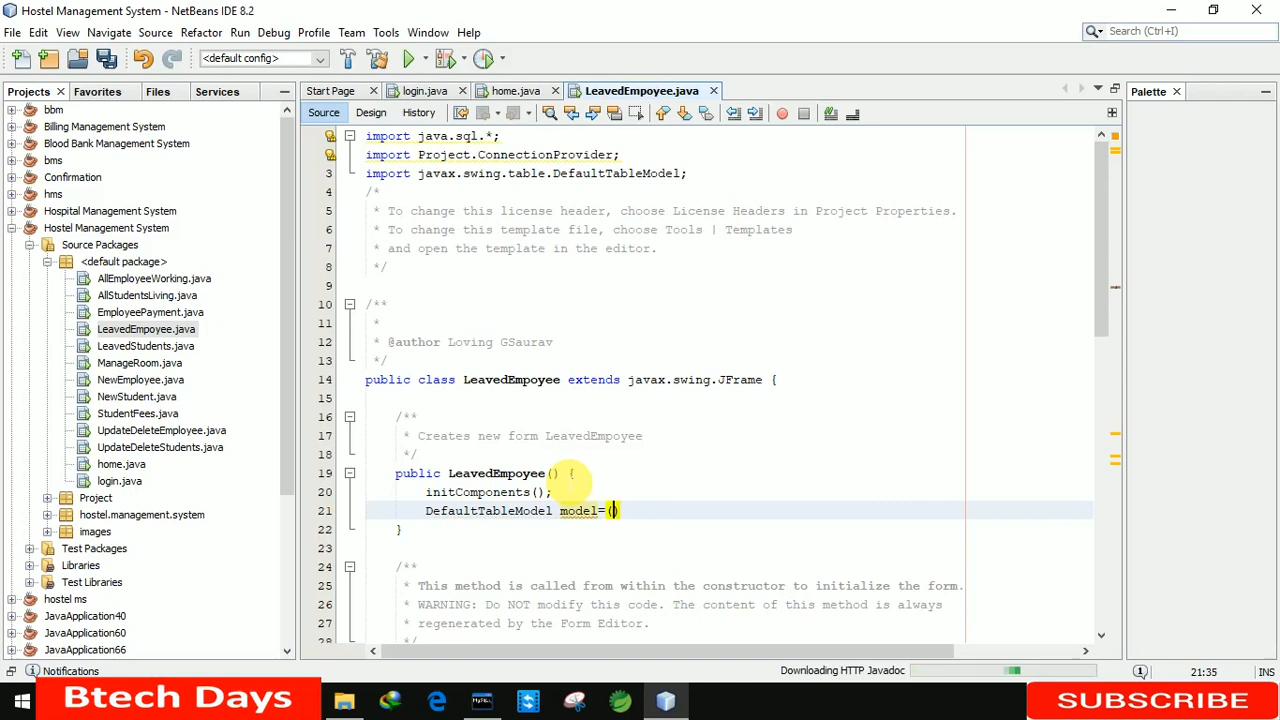 Hostel Management System - NetBeans IDE 8.2
File Edit View Navigate Source Refactor Run Debug Profile Team Tools Window Help
Search (Ctrl+I)
<default config>
Projects Favorites Files Services
Start Page login.java home.java LeavedEmpoyee.java
Palette
Source Design History
bbm
Billing Management System
Blood Bank Management System
bms
Confirmation
hms
Hospital Management System
Hostel Management System
Source Packages
<default package>
AllEmployeeWorking.java
AllStudentsLiving.java
EmployeePayment.java
LeavedEmpoyee.java
LeavedStudents.java
ManageRoom.java
NewEmployee.java
NewStudent.java
StudentFees.java
UpdateDeleteEmployee.java
UpdateDeleteStudents.java
home.java
login.java
Project
hostel.management.system
images
Test Packages
Libraries
Test Libraries
hostel ms
JavaApplication40
JavaApplication60
JavaApplication66
import java.sql.*;
import Project.ConnectionProvider;
3 import javax.swing.table.DefaultTableModel;
4 /*
5 * To change this license header, choose License Headers in Project Properties.
6 * To change this template file, choose Tools | Templates
7 * and open the template in the editor.
8 */
9
10 /**
11 *
12 * @author Loving GSaurav
13 */
14 public class LeavedEmpoyee extends javax.swing.JFrame {
15
16 /**
17 * Creates new form LeavedEmpoyee
18 */
19 public LeavedEmpoyee() {
20 initComponents();
21 DefaultTableModel model=()
22 }
23
24 /**
25 * This method is called from within the constructor to initialize the form.
26 * WARNING: Do NOT modify this code. The content of this method is always
27 * regenerated by the Form Editor.
28 */
Notifications
Downloading HTTP Javadoc
21:35
INS
Btech Days
SUBSCRIBE